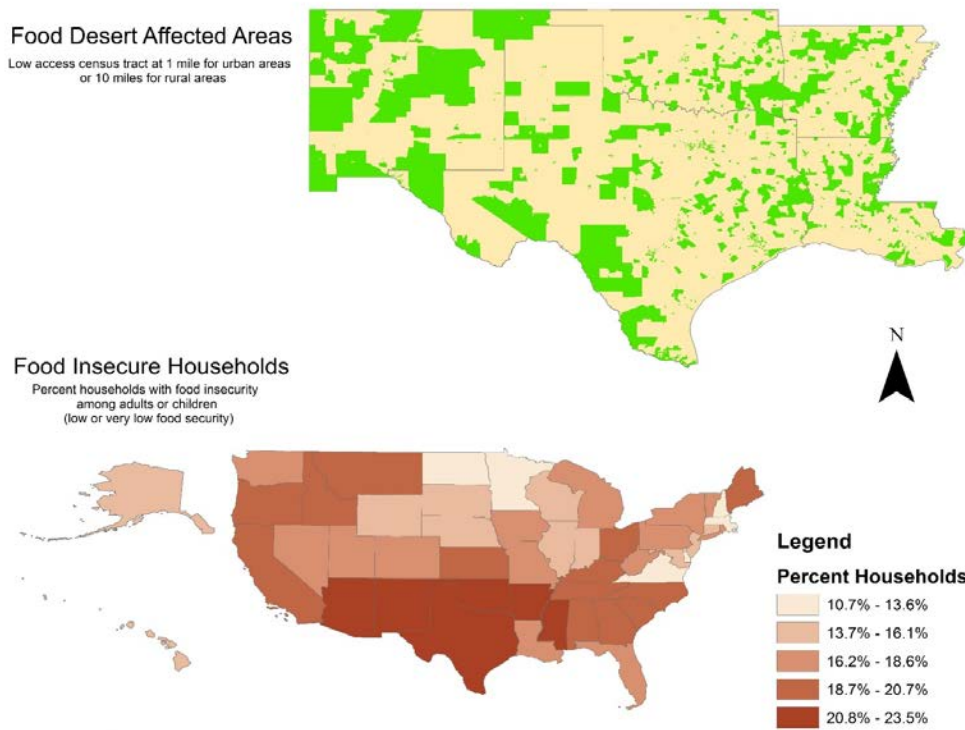 Food Desert Affected Areas
Low access census tract at 1 mile for urban areas
or 10 miles for rural areas
N
Food Insecure Households
Percent households with food insecurity
among adults or children
(low or very low food security)
Legend
Percent Households
10.7% - 13.6%
13.7% - 16.1%
16.2% - 18.6%
18.7% - 20.7%
20.8% - 23.5%